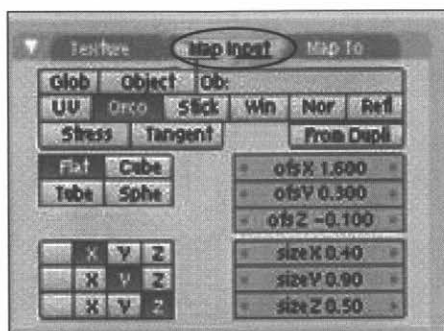 Texture Map Input Map To
Glob Object Ob:
UV Orco Stick Win Nor Refl
Stress Tangent From Dupli
Flat Cube ofsX 1.600
Tube Sphe ofsY 0.300
ofsZ -0.100
X Y Z sizeX 0.40
X Y Z sizeY 0.90
X Y Z sizeZ 0.50